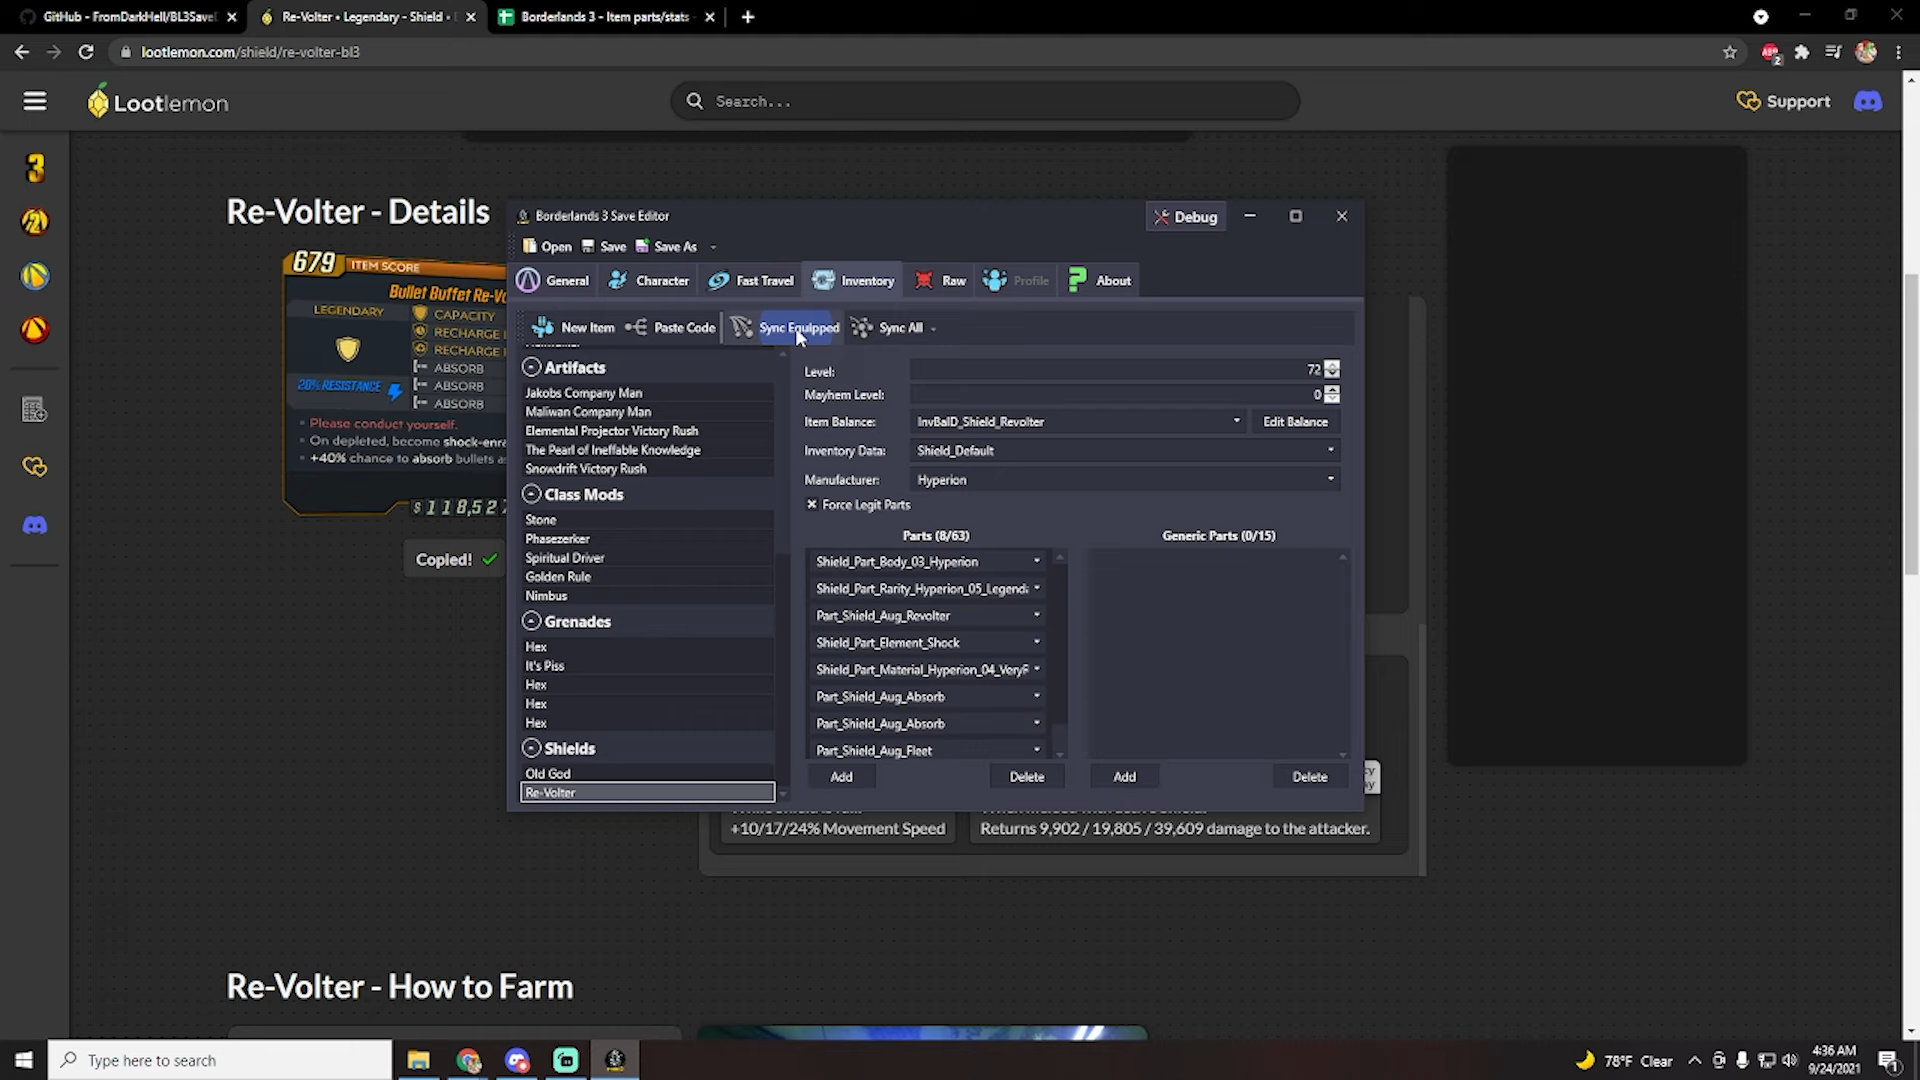 GitHub - FromDarkHell/BL3Save
Re-Volter • Legendary - Shield •
Borderlands 3 - Item parts/stats
lootlemon.com/shield/re-volter-bl3
2
Lootlemon
Search...
Support
3
Re-Volter - Details
679 ITEM SCORE
Bullet Buffet Re-Vo
LEGENDARY
CAPACITY
RECHARGE
RECHARGE
20% RESISTANCE
ABSORB
ABSORB
ABSORB
Please conduct yourself.
On depleted, become shock-enra
+40% chance to absorb bullets as
$118,527
Copied!
Borderlands 3 Save Editor
Debug
Open
Save
Save As
General
Character
Fast Travel
Inventory
Raw
Profile
About
New Item
Paste Code
Sync Equipped
Sync All
Artifacts
Jakobs Company Man
Maliwan Company Man
Elemental Projector Victory Rush
The Pearl of Ineffable Knowledge
Snowdrift Victory Rush
Class Mods
Stone
Phasezerker
Spiritual Driver
Golden Rule
Nimbus
Grenades
Hex
It's Piss
Hex
Hex
Hex
Shields
Old God
Re-Volter
Level: 72
Mayhem Level: 0
Item Balance: InvBalD_Shield_Revolter
Edit Balance
Inventory Data: Shield_Default
Manufacturer: Hyperion
Force Legit Parts
Parts (8/63)
Shield_Part_Body_03_Hyperion
Shield_Part_Rarity_Hyperion_05_Legend
Part_Shield_Aug_Revolter
Shield_Part_Element_Shock
Shield_Part_Material_Hyperion_04_Very
Part_Shield_Aug_Absorb
Part_Shield_Aug_Absorb
Part_Shield_Aug_Fleet
Add
Delete
Generic Parts (0/15)
Add
Delete
+10/17/24% Movement Speed
Returns 9,902 / 19,805 / 39,609 damage to the attacker.
Re-Volter - How to Farm
Type here to search
78°F Clear
4:36 AM
9/24/2021
1